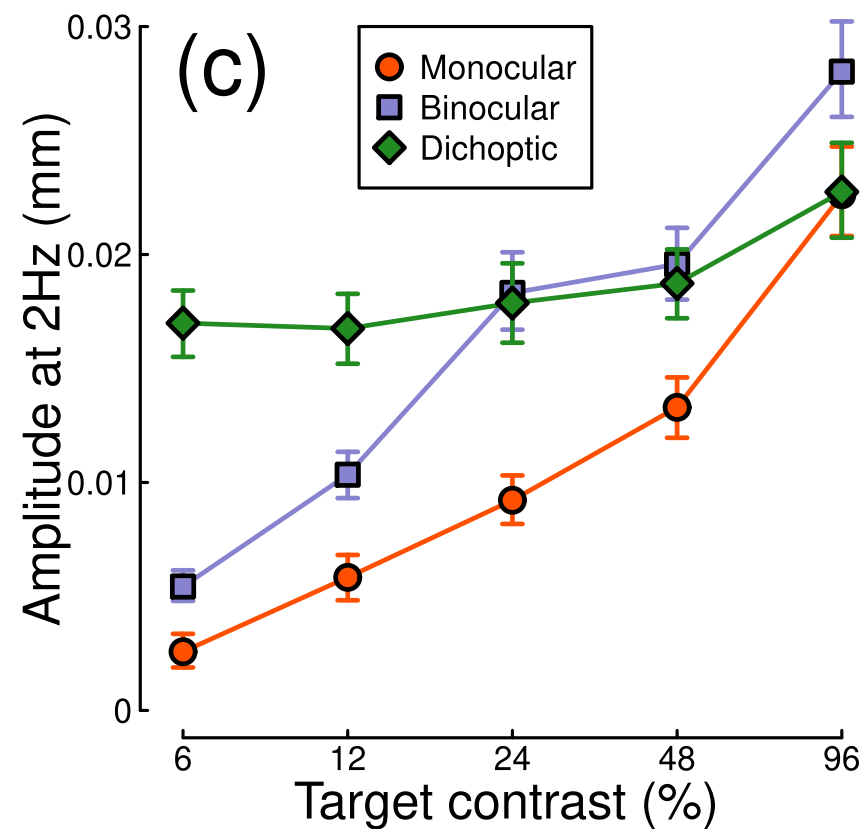 (c)
Monocular
Binocular
Dichoptic
Amplitude at 2Hz (mm)
0.03
0.02
0.01
0
6 12 24 48 96
Target contrast (%)